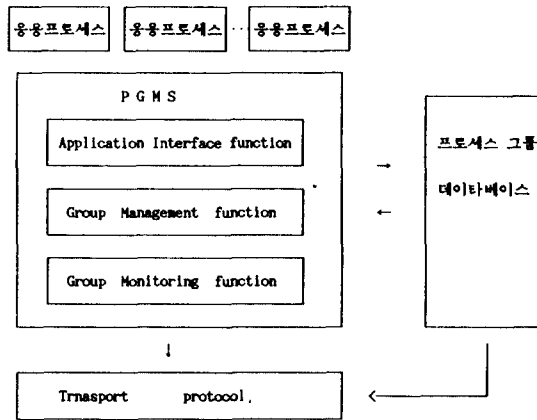 응용프로세스 응용프로세스 ··· 응용프로세스
P G M S
Application Interface function
Group Management function
Group Monitoring function
프로세스 그룹
데이타베이스
→
←
↓
Trnasport protocol.